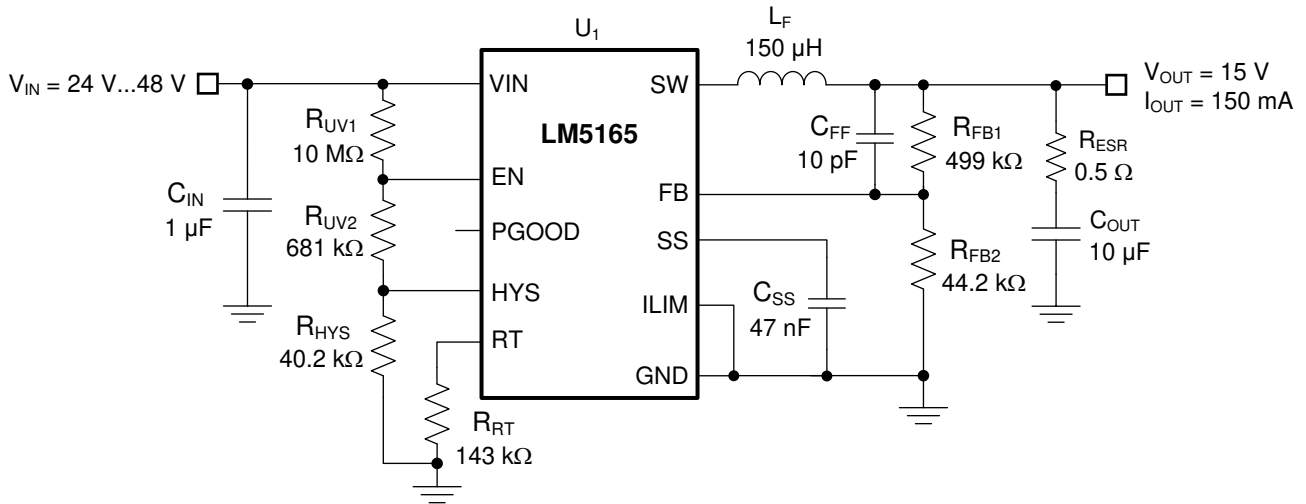 U1
LF
150 µH
VIN = 24 V...48 V
VIN
SW
VOUT = 15 V
IOUT = 150 mA
RUV1
10 MΩ
LM5165
CFF
10 pF
RFB1
499 kΩ
RESR
0.5 Ω
EN
FB
CIN
1 µF
RUV2
681 kΩ
PGOOD
SS
RFB2
44.2 kΩ
COUT
10 µF
HYS
ILIM
CSS
47 nF
RHYS
40.2 kΩ
RT
GND
RRT
143 kΩ